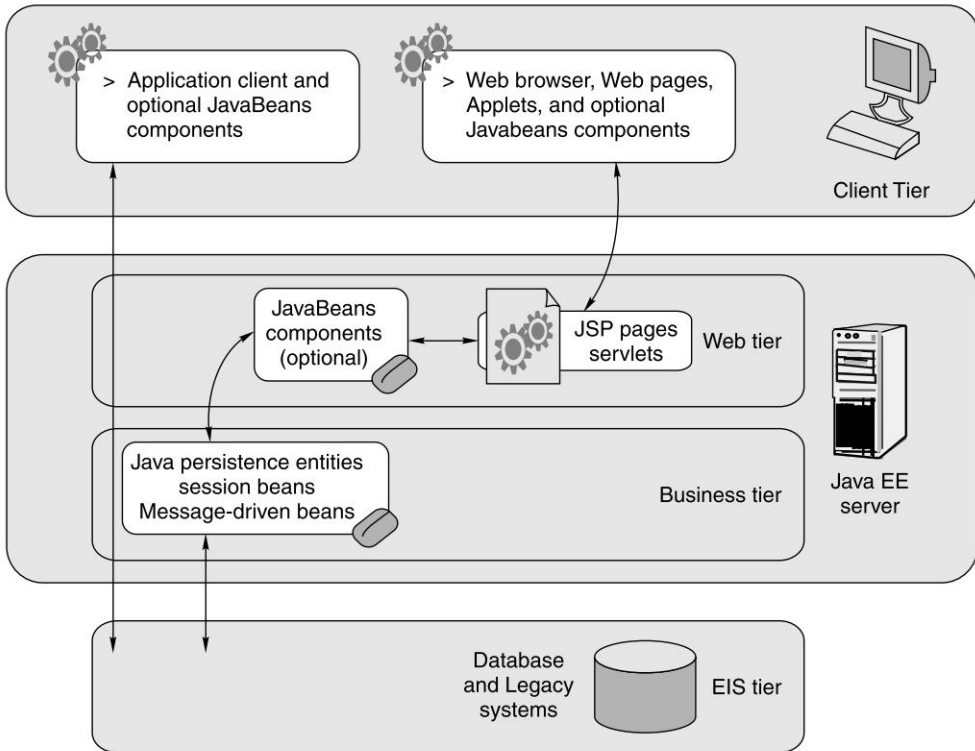 > Application client and
optional JavaBeans
components
> Web browser, Web pages,
Applets, and optional
Javabeans components
Client Tier
JavaBeans
components
(optional)
JSP pages
servlets
Web tier
Java persistence entities
session beans
Message-driven beans
Business tier
Java EE
server
Database
and Legacy
systems
EIS tier